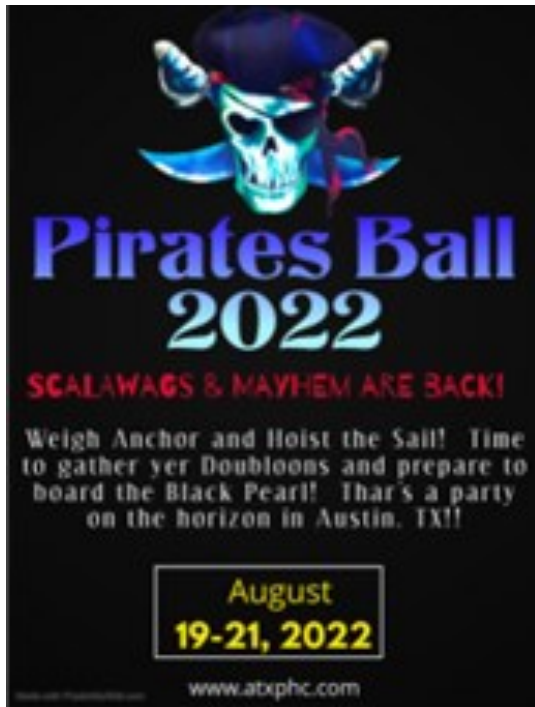 Pirates Ball
2022
SCALAWAGS & MAYHEM ARE BACK!
Weigh Anchor and Hoist the Sail! Time
to gather yer Doubloons and prepare to
board the Black Pearl! Thar's a party
on the horizon in Austin, TX!!
August
19-21, 2022
www.atxphc.com